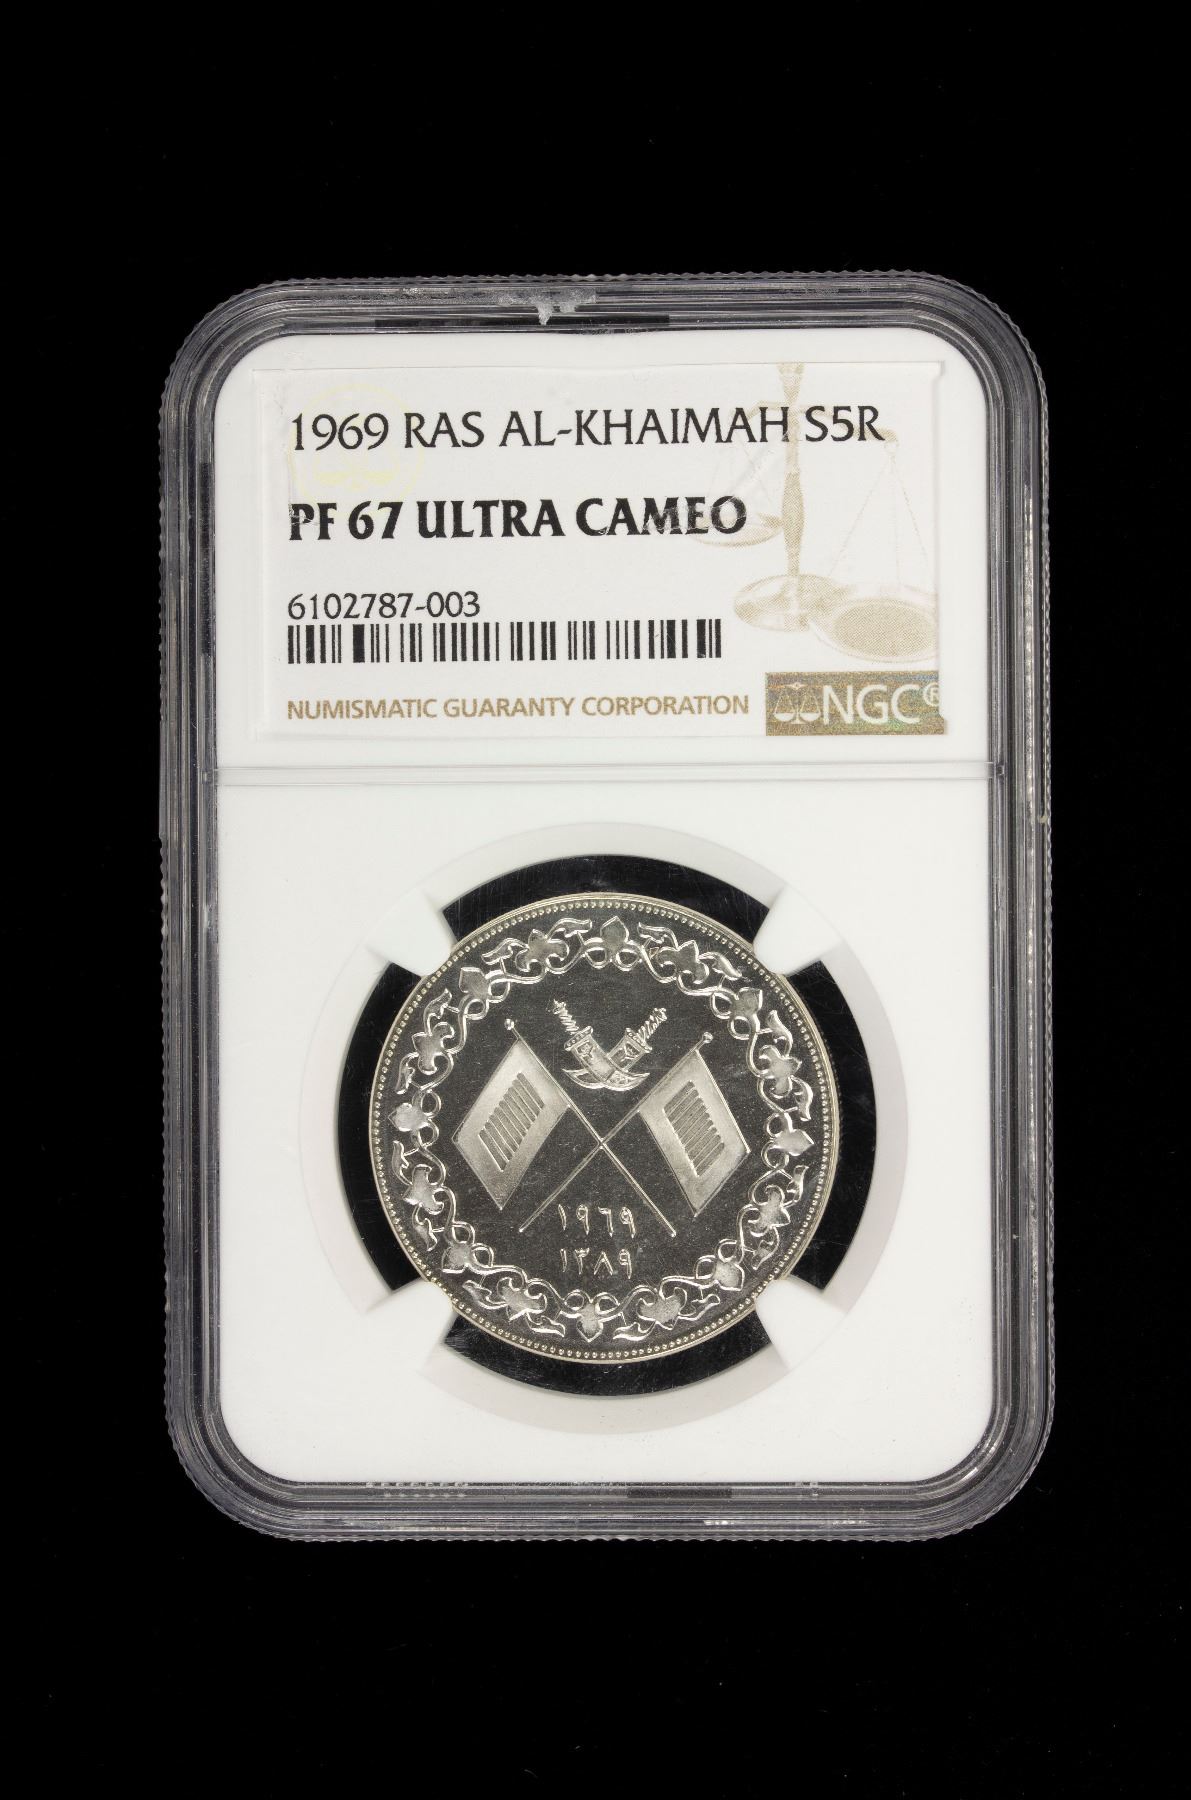 1969 RAS AL-KHAIMAH S5R
PF 67 ULTRA CAMEO
6102787-003
NUMISMATIC GUARANTY CORPORATION
NGC®
١٩٦٩
١٣٨٩